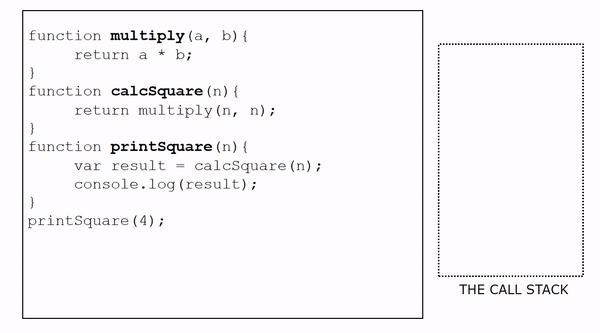 function multiply(a, b){
return a * b;
}
function calcSquare(n){
return multiply(n, n);
}
function printSquare(n){
var result = calcSquare(n);
console.log(result);
}
printSquare(4);
THE CALL STACK